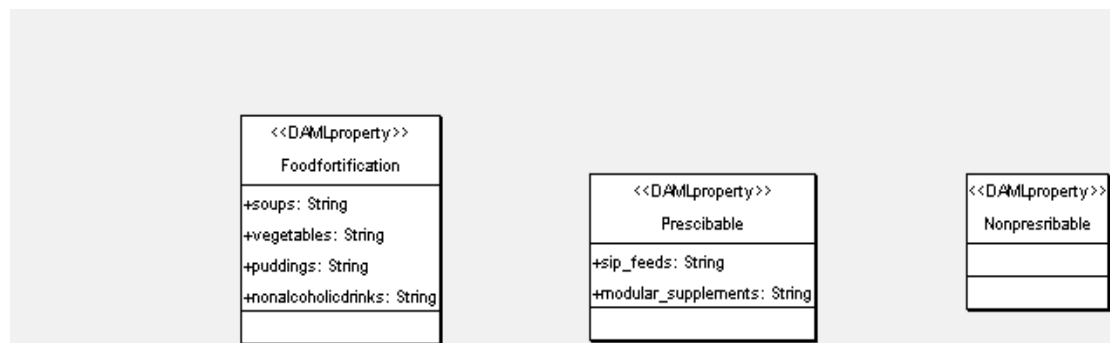 <<DAMLproperty>>
Foodfortification
+soups: String
+vegetables: String
+puddings: String
+nonalcoholicdrinks: String
<<DAMLproperty>>
Prescibable
+sip_feeds: String
+modular_supplements: String
<<DAMLproperty>>
Nonpresribable